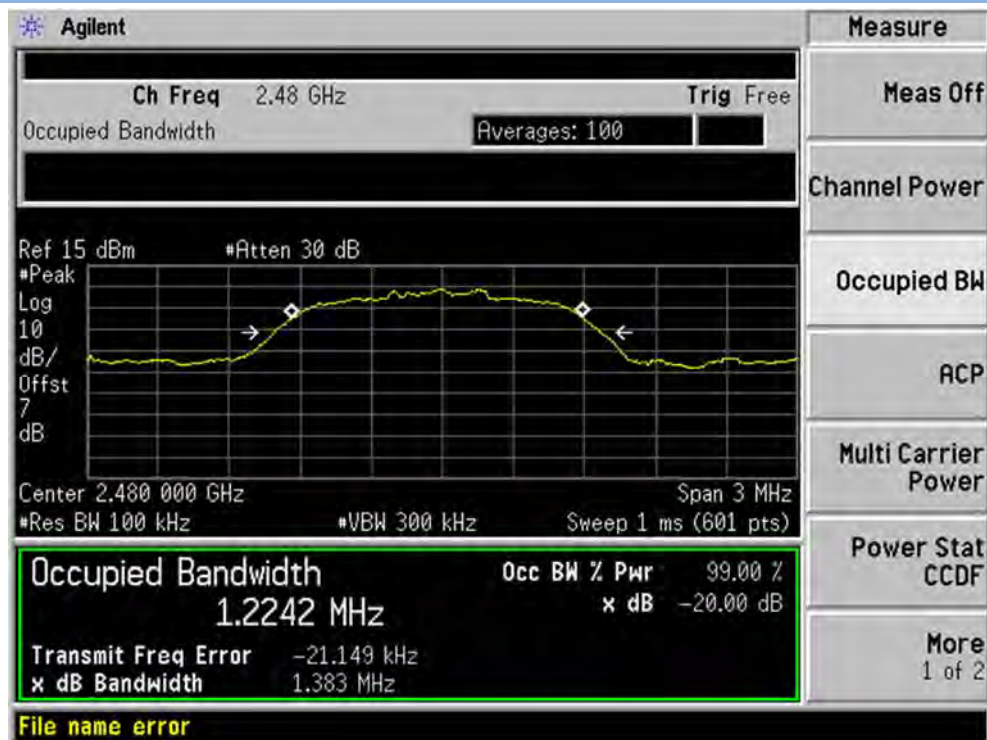 Agilent
Measure
Ch Freq 2.48 GHz Trig Free
Occupied Bandwidth Averages: 100
Ref 15 dBm #Atten 30 dB
#Peak
Log
10
dB/
Offst
7
dB
Center 2.480 000 GHz Span 3 MHz
#Res BW 100 kHz #VBW 300 kHz Sweep 1 ms (601 pts)
Occupied Bandwidth Occ BW % Pwr 99.00 %
1.2242 MHz x dB -20.00 dB
Transmit Freq Error -21.149 kHz
x dB Bandwidth 1.383 MHz
File name error
Meas Off
Channel Power
Occupied BW
ACP
Multi Carrier
Power
Power Stat
CCDF
More
1 of 2